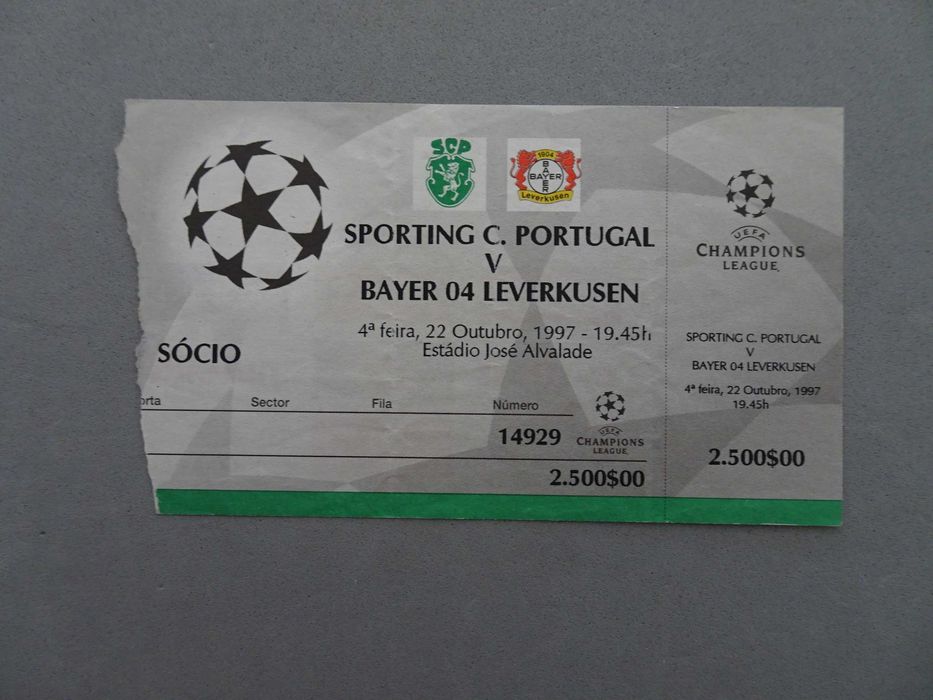 SCP
1904
BAYER
BAYER
Leverkusen
SPORTING C. PORTUGAL
V
BAYER 04 LEVERKUSEN
4ª feira, 22 Outubro, 1997 - 19.45h
Estádio José Alvalade
SÓCIO
orta Sector Fila Número
14929
UEFA
CHAMPIONS
LEAGUE
2.500$00
UEFA
CHAMPIONS
LEAGUE
SPORTING C. PORTUGAL
V
BAYER 04 LEVERKUSEN
4ª feira, 22 Outubro, 1997
19.45h
2.500$00